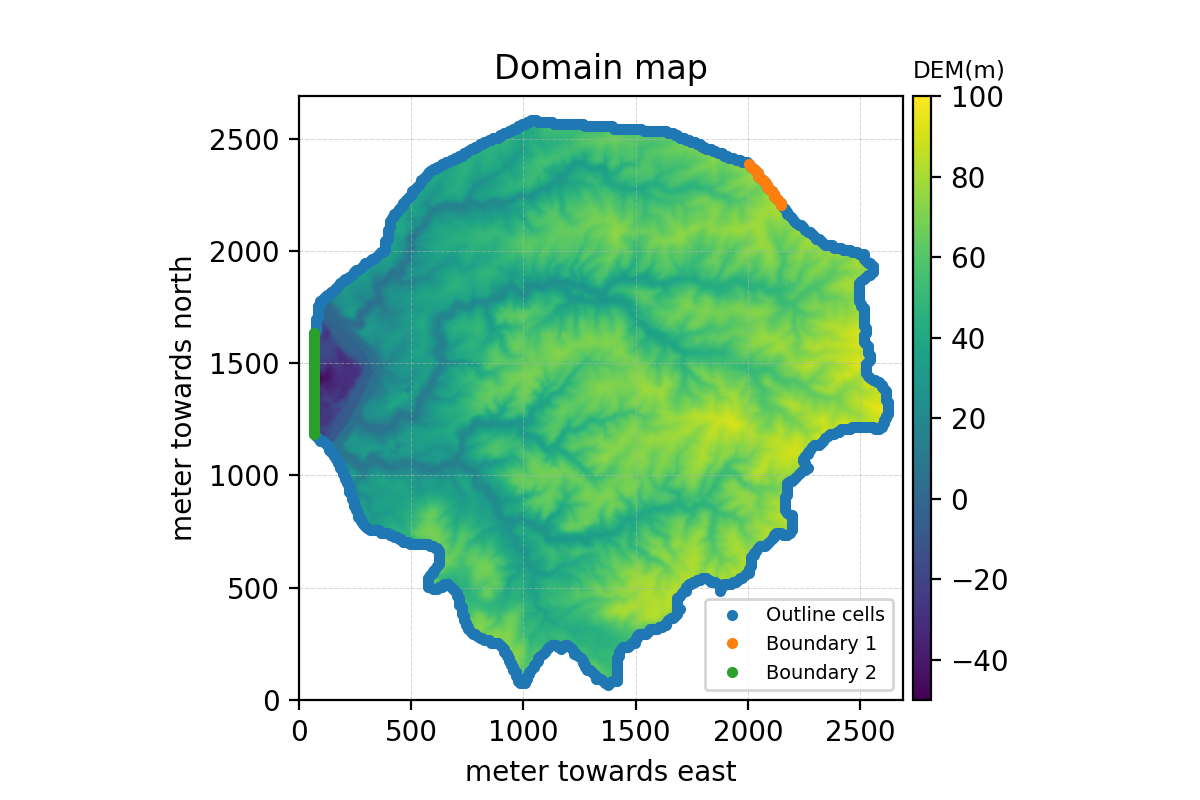 Domain map
DEM(m)
100
80
60
40
20
0
−20
−40
2500
2000
1500
1000
500
0
meter towards north
0 500 1000 1500 2000 2500
meter towards east
Outline cells
Boundary 1
Boundary 2